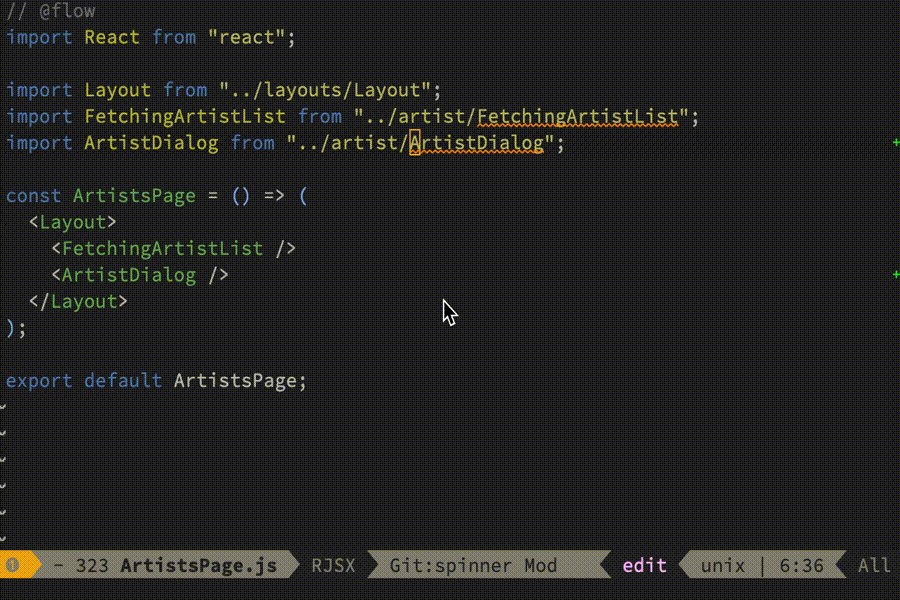 // @flow
import React from "react";

import Layout from "../layouts/Layout";
import FetchingArtistList from "../artist/FetchingArtistList";
import ArtistDialog from "../artist/ArtistDialog";
+

const ArtistsPage = () => (
  <Layout>
    <FetchingArtistList />
    <ArtistDialog />
+
  </Layout>
);

export default ArtistsPage;
~
~
~
~
~
~
❶ - 323 ArtistsPage.js RJSX Git:spinner Mod edit unix | 6:36 All